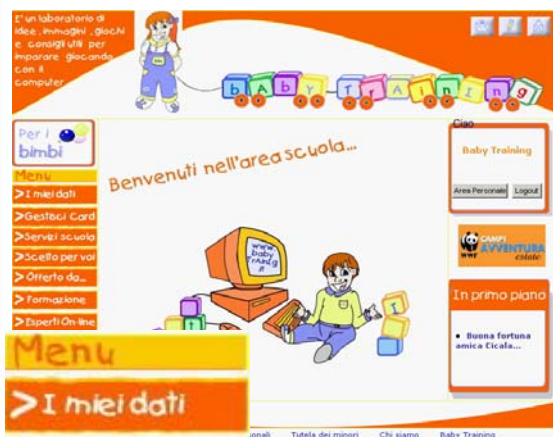 E' un laboratorio di
idee, immagini, giochi
e consigli utili per
imparare giocando
con il
computer
bAbY TrAInINg
Per i
bimbi
Menu
>I miei dati
>Gestisci Card
>Servizi scuola
>Scelto per voi
>Offerto da...
>Formazione
>Esperti On-line
Benvenuti nell'area scuola...
www
baby
Ciao
Baby Training
Area Personale
Logout
WWF
CAMPI
AVVENTURA
estate
In primo piano
• Buona fortuna
amica Cicala...
Menu
>I miei dati
Tutela dei minori
Chi siamo
Baby Training